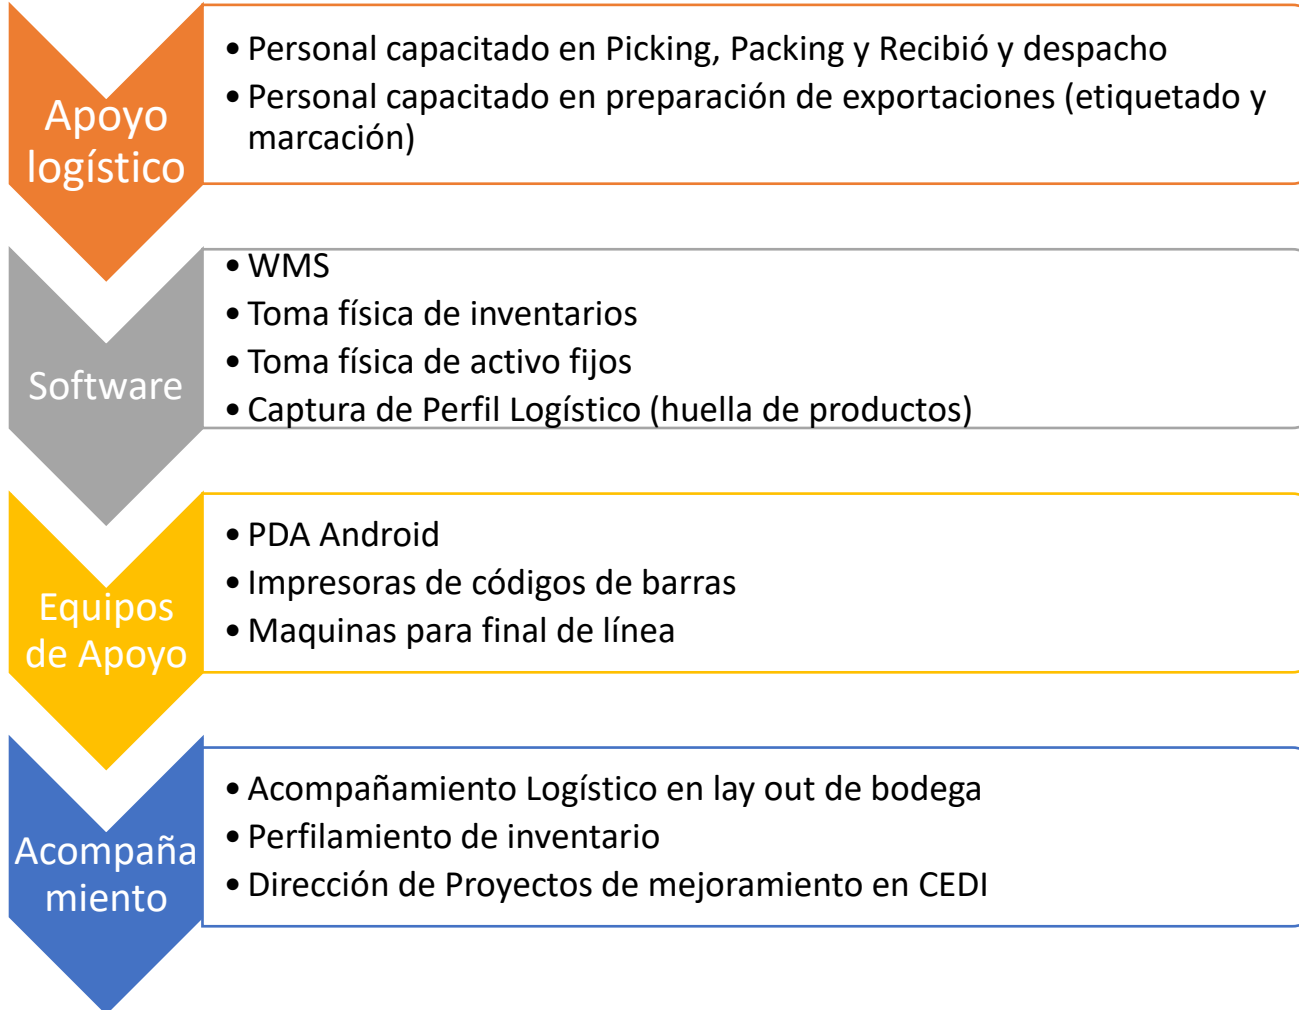 Apoyo
logístico
• Personal capacitado en Picking, Packing y Recibió y despacho
• Personal capacitado en preparación de exportaciones (etiquetado y
marcación)
Software
• WMS
• Toma física de inventarios
• Toma física de activo fijos
• Captura de Perfil Logístico (huella de productos)
Equipos
de Apoyo
• PDA Android
• Impresoras de códigos de barras
• Maquinas para final de línea
Acompaña
miento
• Acompañamiento Logístico en lay out de bodega
• Perfilamiento de inventario
• Dirección de Proyectos de mejoramiento en CEDI